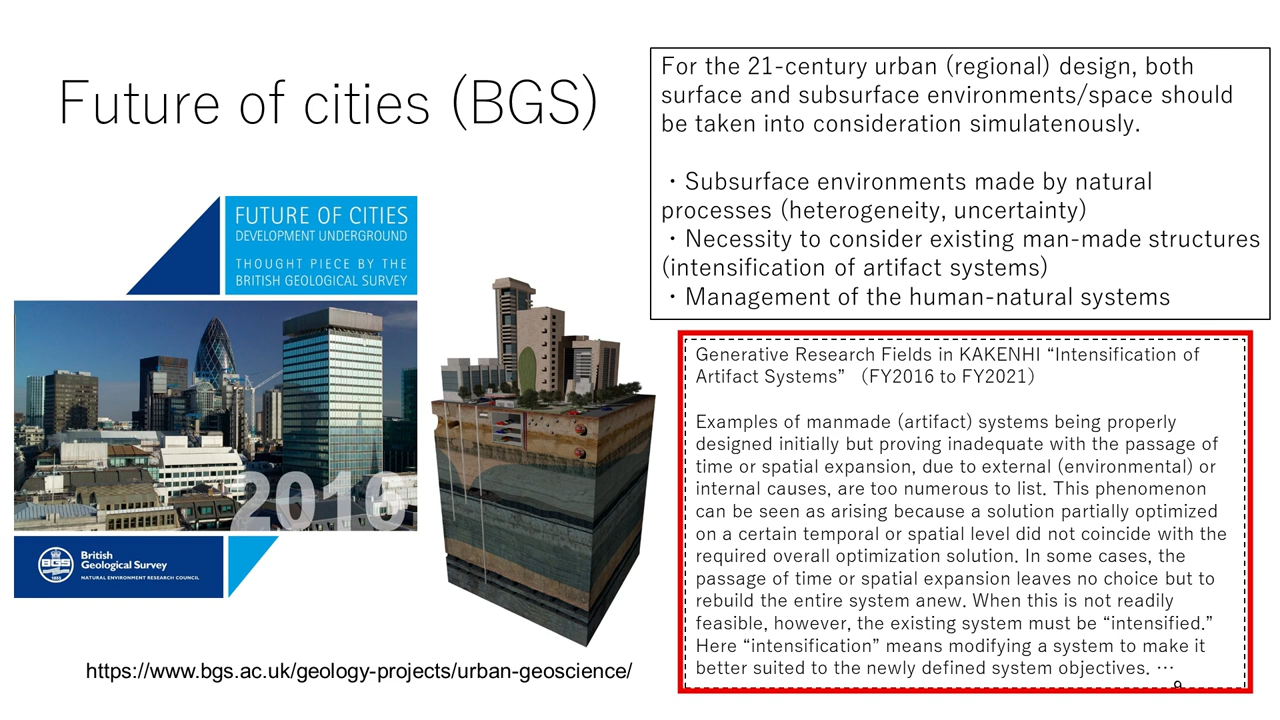 Future of cities (BGS)
FUTURE OF CITIES
DEVELOPMENT UNDERGROUND
THOUGHT PIECE BY THE
BRITISH GEOLOGICAL SURVEY
2016
BGS
1835
British
Geological Survey
NATURAL ENVIRONMENT RESEARCH COUNCIL
https://www.bgs.ac.uk/geology-projects/urban-geoscience/
For the 21-century urban (regional) design, both
surface and subsurface environments/space should
be taken into consideration simulatenously.
・Subsurface environments made by natural
processes (heterogeneity, uncertainty)
・Necessity to consider existing man-made structures
(intensification of artifact systems)
・Management of the human-natural systems
Generative Research Fields in KAKENHI “Intensification of
Artifact Systems” （FY2016 to FY2021）
Examples of manmade (artifact) systems being properly
designed initially but proving inadequate with the passage of
time or spatial expansion, due to external (environmental) or
internal causes, are too numerous to list. This phenomenon
can be seen as arising because a solution partially optimized
on a certain temporal or spatial level did not coincide with the
required overall optimization solution. In some cases, the
passage of time or spatial expansion leaves no choice but to
rebuild the entire system anew. When this is not readily
feasible, however, the existing system must be “intensified.”
Here “intensification” means modifying a system to make it
better suited to the newly defined system objectives. …
9